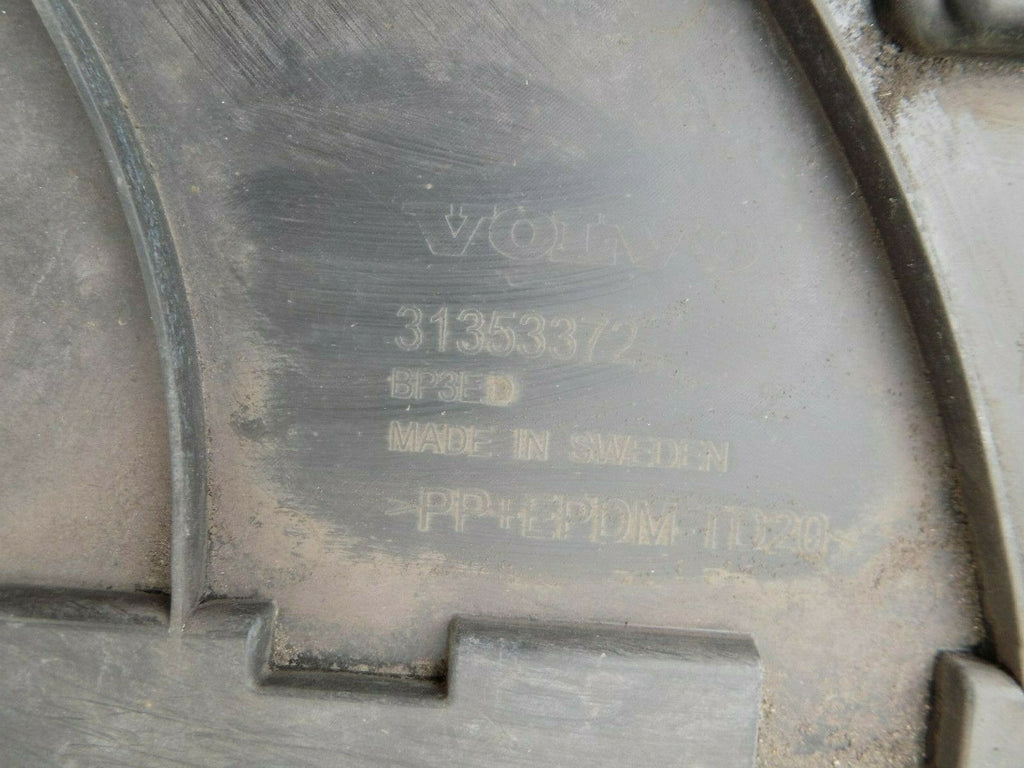 VOLVO
31353372
BP3ED
MADE IN SWEDEN
>PP+EPDM-TD20<